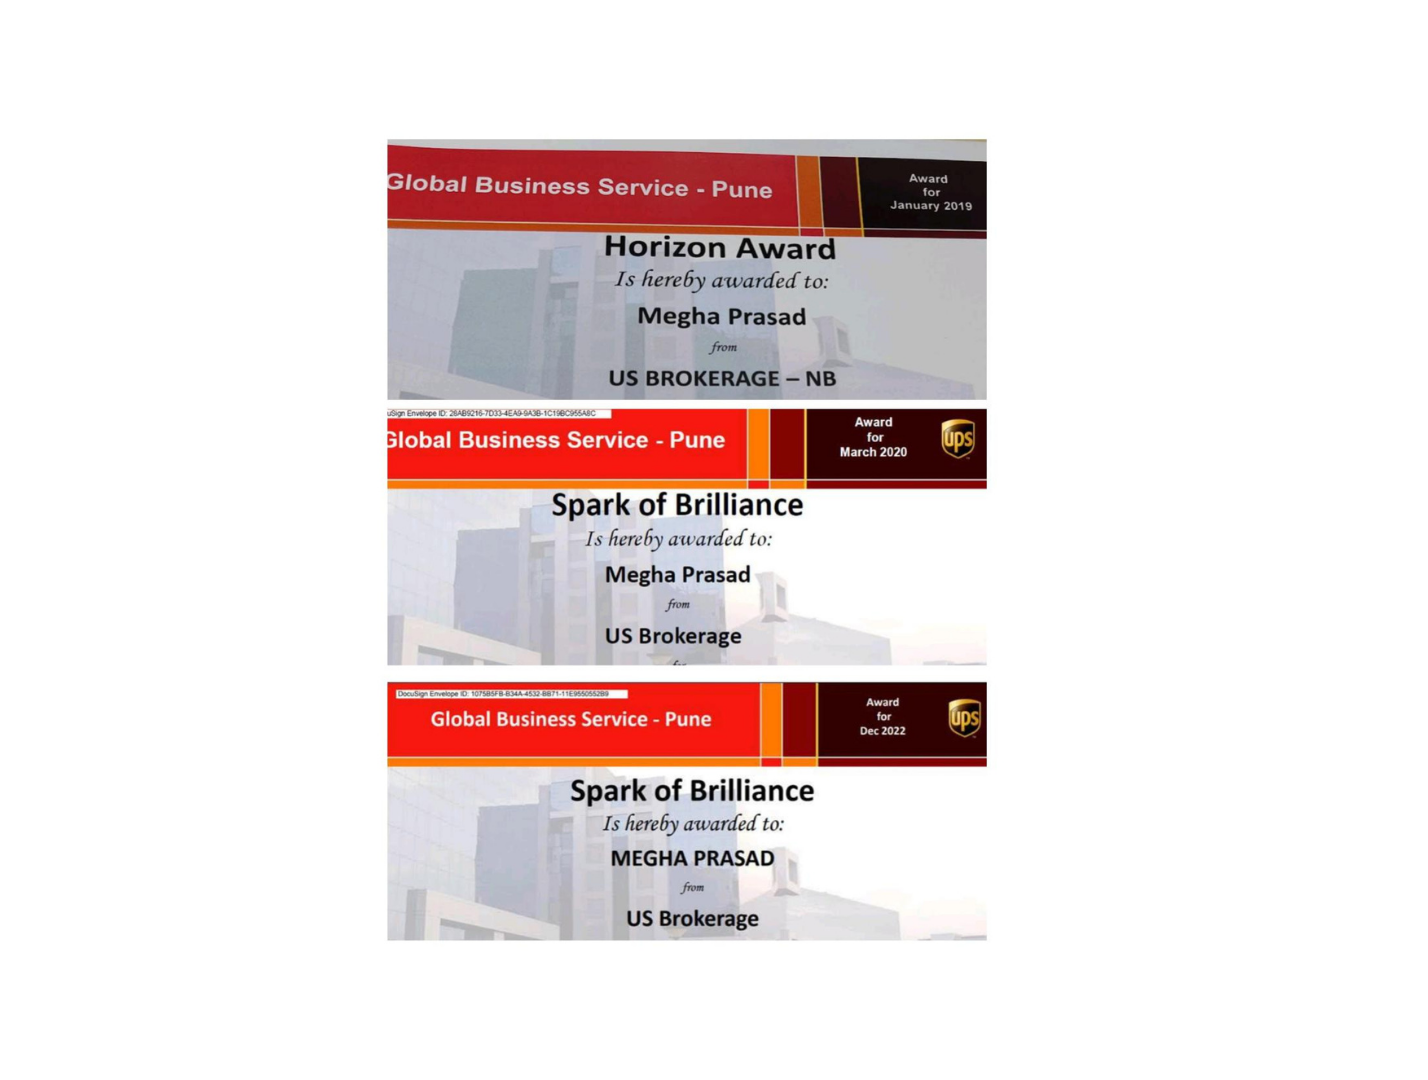 Global Business Service - Pune
Award
for
January 2019
Horizon Award
Is hereby awarded to:
Megha Prasad
from
US BROKERAGE – NB
uSign Envelope ID: 28AB9216-7D33-4EA9-9A3B-1C19BC955A8C
Global Business Service - Pune
Award
for
March 2020
ups
Spark of Brilliance
Is hereby awarded to:
Megha Prasad
from
US Brokerage
DocuSign Envelope ID: 1075B5FB-B34A-4532-BB71-11E9550552B9
Global Business Service - Pune
Award
for
Dec 2022
ups
Spark of Brilliance
Is hereby awarded to:
MEGHA PRASAD
from
US Brokerage